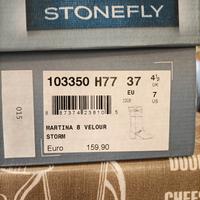 STONEFLY
103350 H77 37 4½ 7
EU UK US
015
MARTINA 8 VELOUR
STORM
Euro 159.90